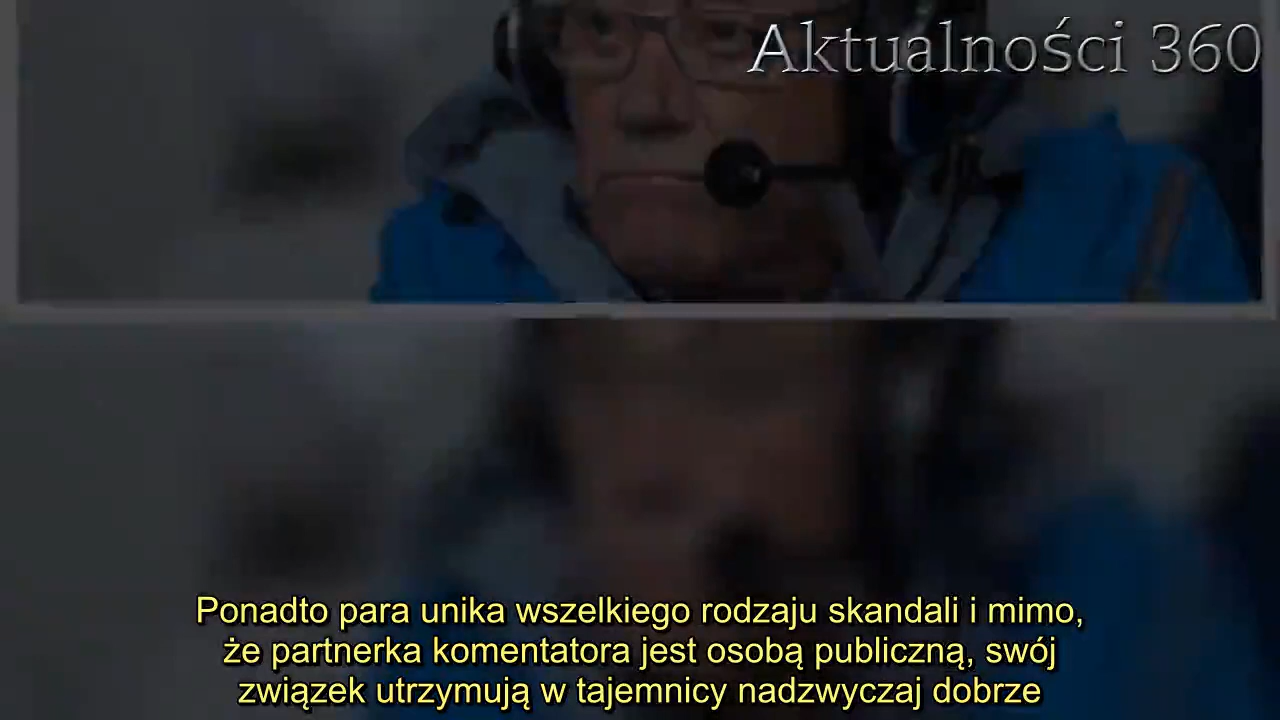 Aktualności 360
Ponadto para unika wszelkiego rodzaju skandali i mimo,
że partnerka komentatora jest osobą publiczną, swój
związek utrzymują w tajemnicy nadzwyczaj dobrze